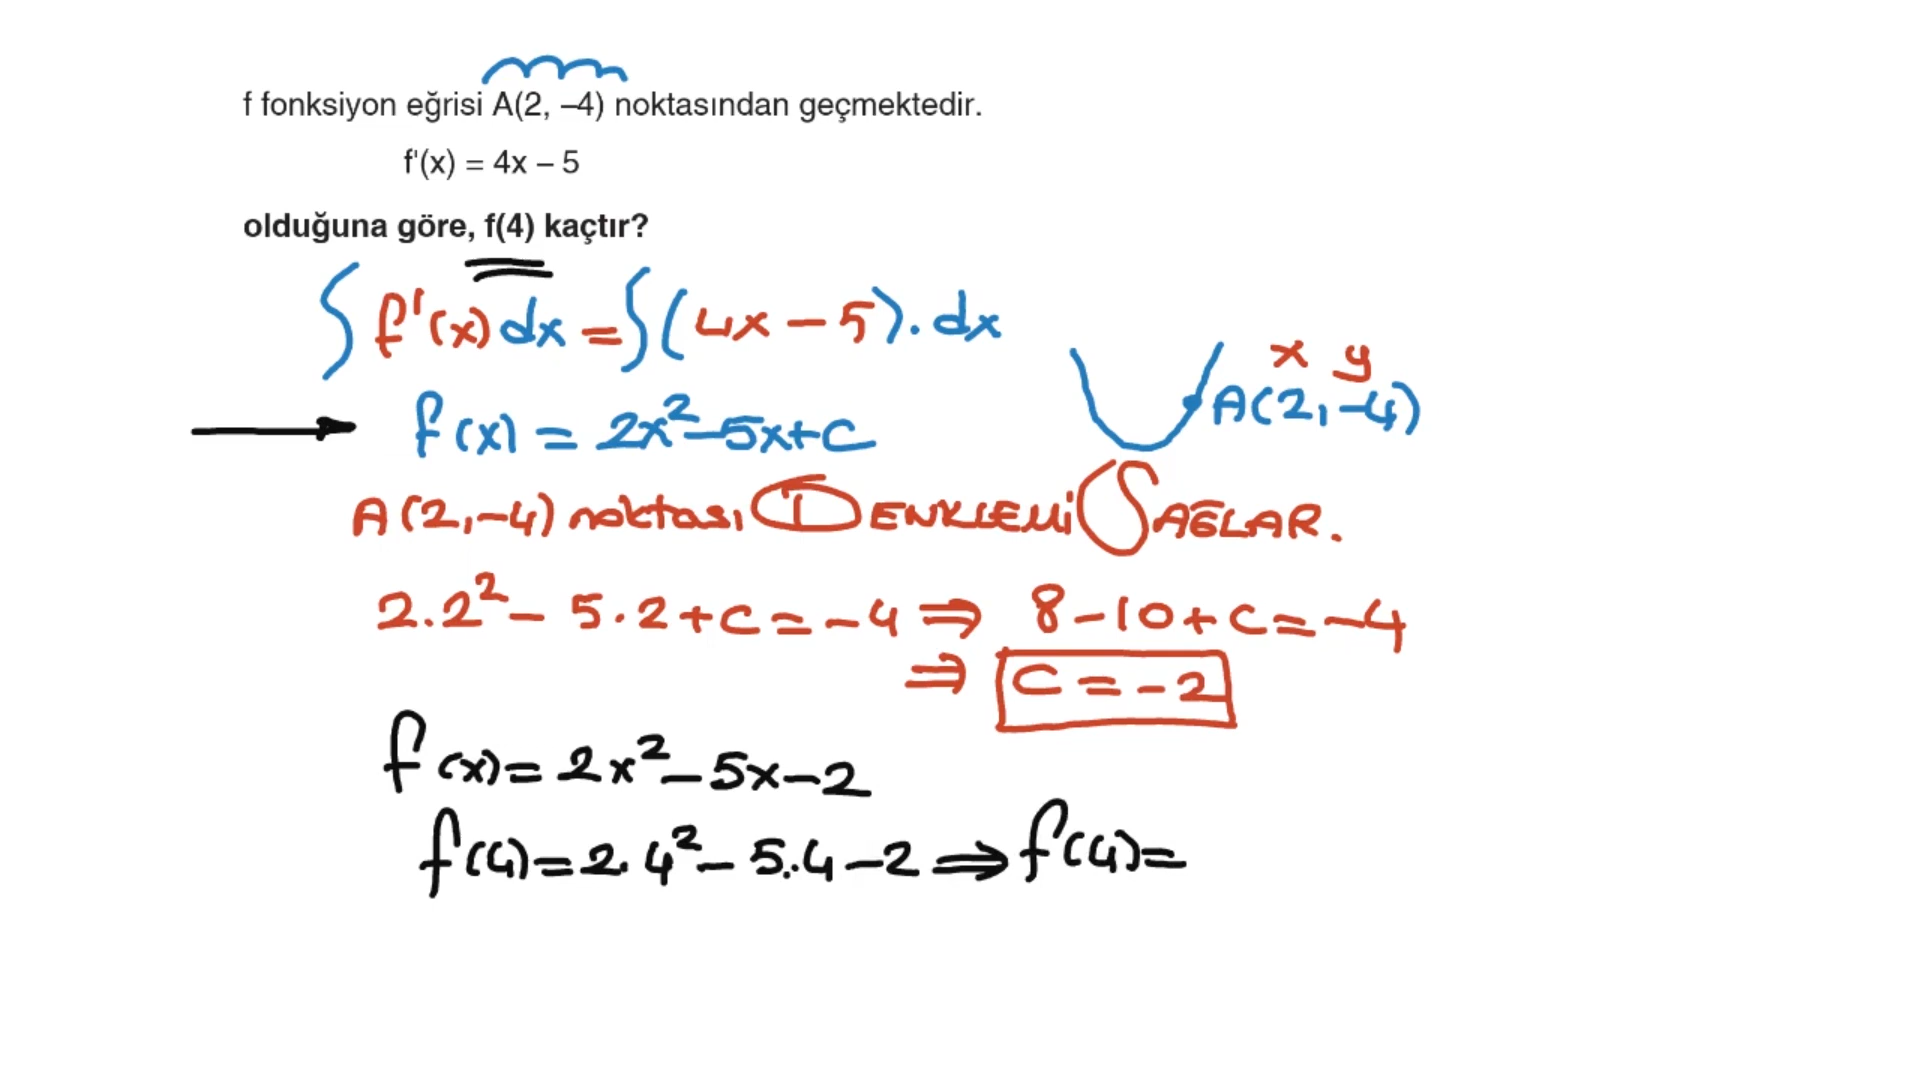 f fonksiyon eğrisi A(2, –4) noktasından geçmektedir.
f'(x) = 4x – 5
olduğuna göre, f(4) kaçtır?
∫ f'(x) dx = ∫ (4x – 5). dx
x y
A(2, -4)
f(x) = 2x² - 5x + C
A(2, -4) noktası DENKLEMİ SAĞLAR.
2.2² - 5.2 + C = -4 ⇒ 8 - 10 + C = -4
⇒ C = -2
f(x) = 2x² - 5x - 2
f(4) = 2.4² - 5.4 - 2 ⇒ f(4) =